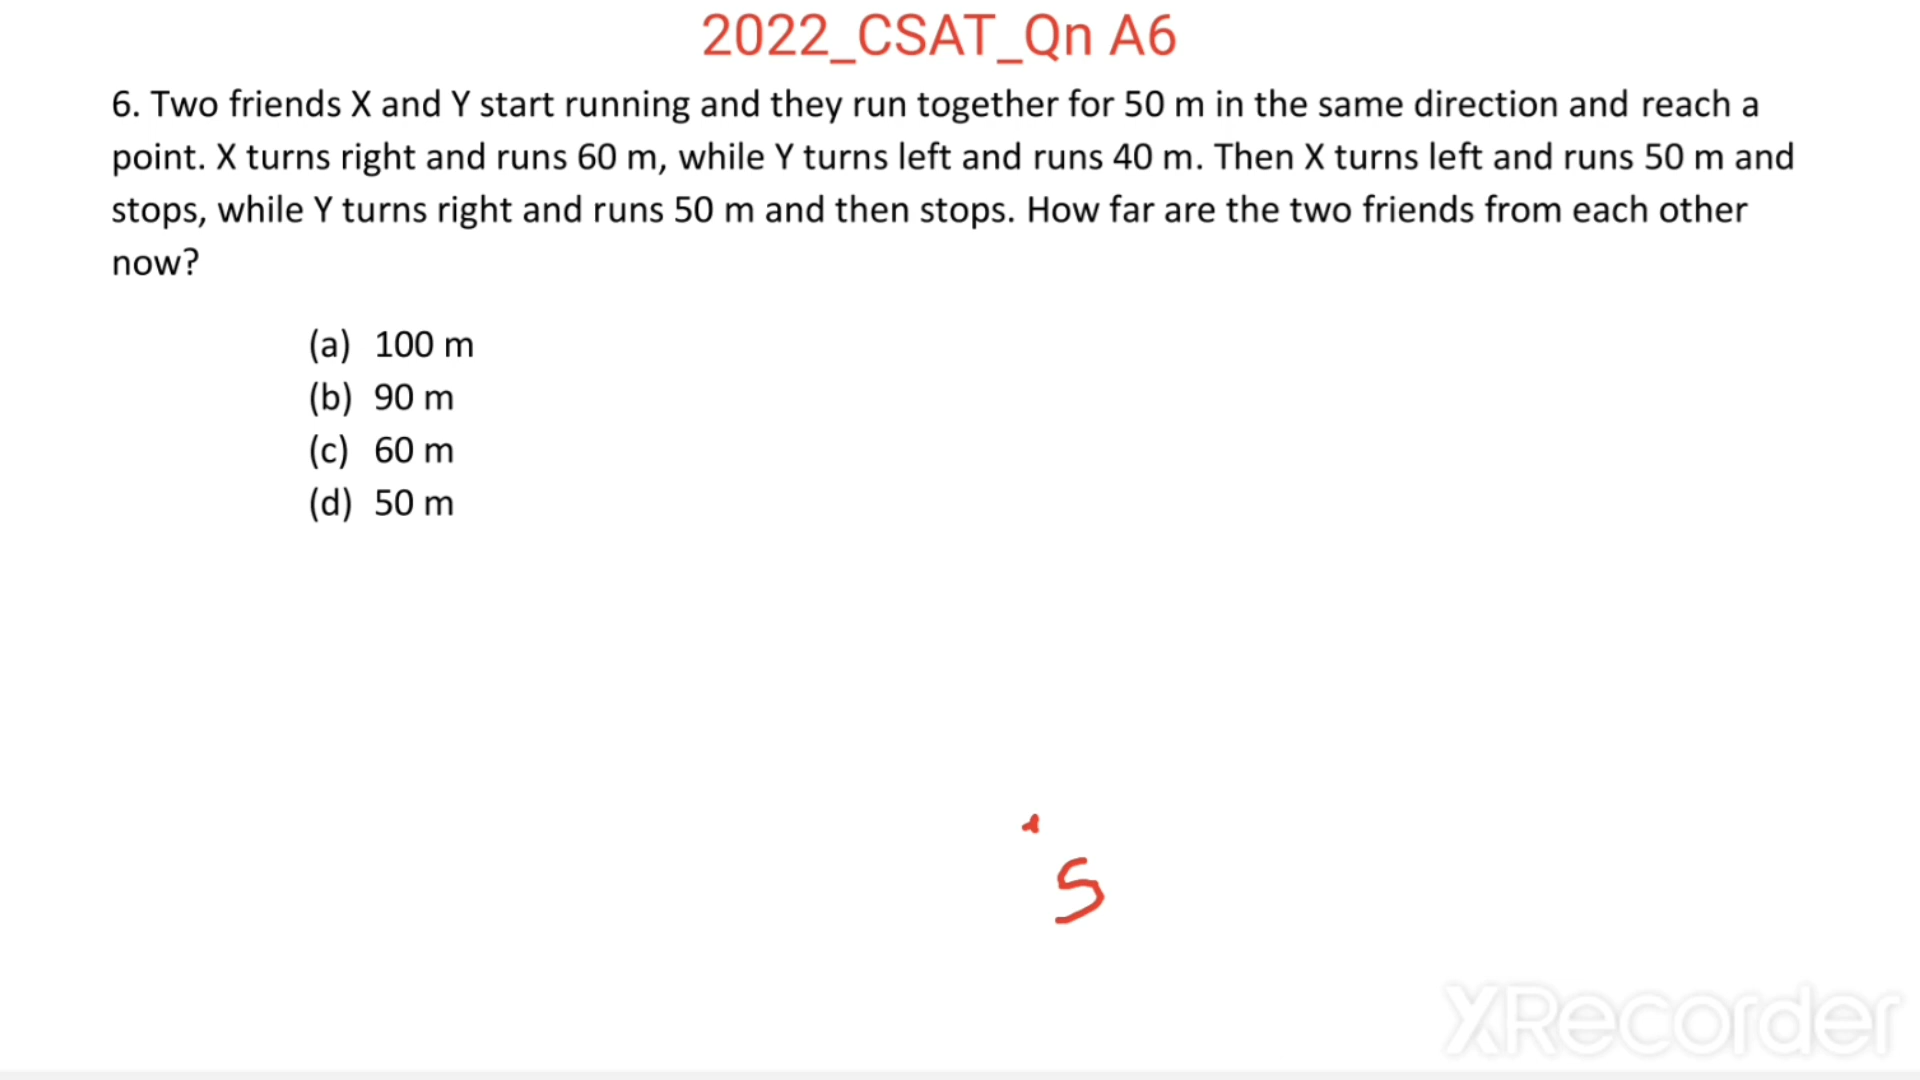 2022_CSAT_Qn A6
6. Two friends X and Y start running and they run together for 50 m in the same direction and reach a
point. X turns right and runs 60 m, while Y turns left and runs 40 m. Then X turns left and runs 50 m and
stops, while Y turns right and runs 50 m and then stops. How far are the two friends from each other
now?
(a) 100 m
(b) 90 m
(c) 60 m
(d) 50 m
S
XRecorder